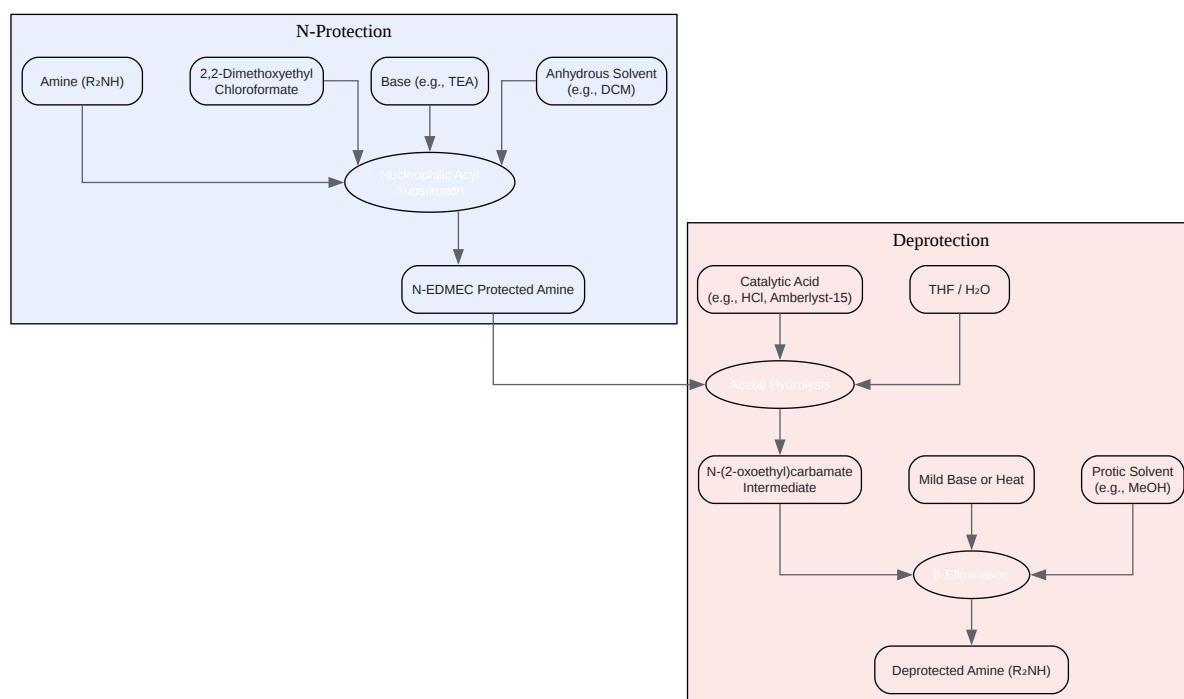 N-Protection
Amine (R₂NH)
2,2-Dimethoxyethyl
Chloroformate
Base (e.g., TEA)
Anhydrous Solvent
(e.g., DCM)
Nucleophilic Acyl
Substitution
N-EDMEC Protected Amine
Deprotection
Catalytic Acid
(e.g., HCl, Amberlyst-15)
THF / H₂O
Acetal Hydrolysis
N-(2-oxoethyl)carbamate
Intermediate
Mild Base or Heat
Protic Solvent
(e.g., MeOH)
β-Elimination
Deprotected Amine (R₂NH)